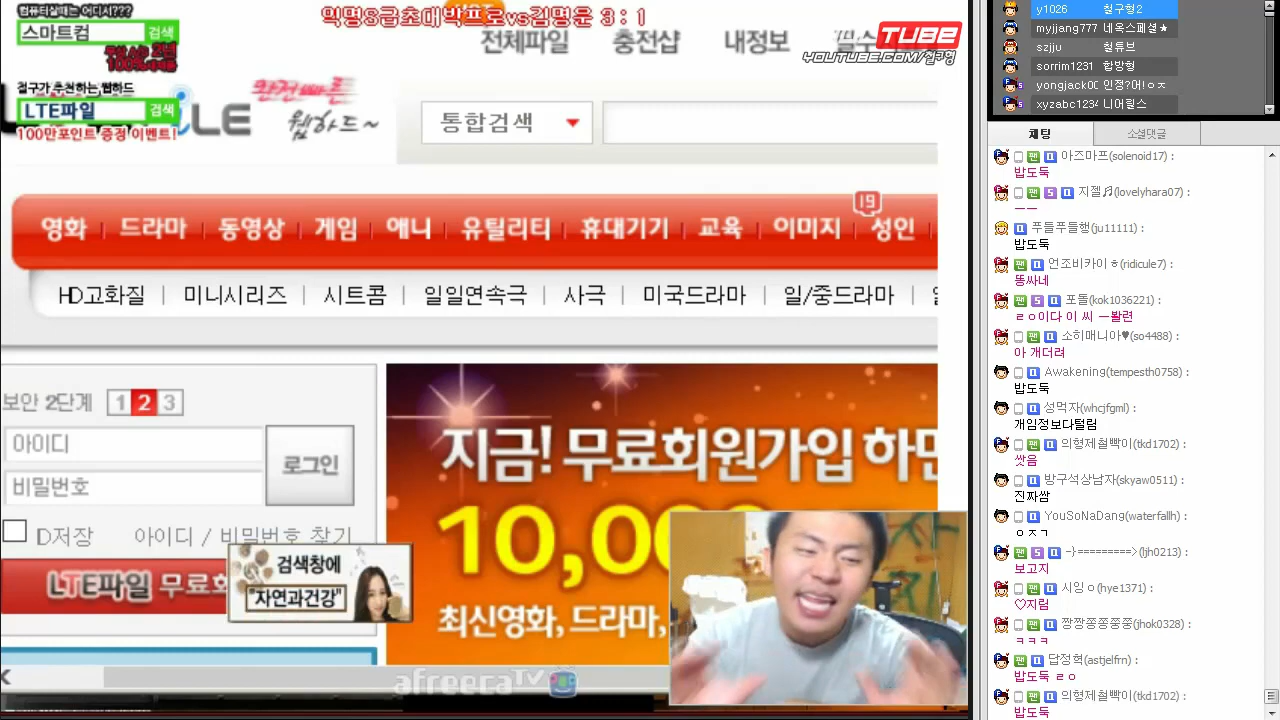 컴퓨터살때는 어디서???
스마트컴 검색
무상 A/S 2년
철구가 추천하는 웹하드
LTE파일 검색
100만포인트 증정 이벤트!
익명S급초대박프로vs김명운 3 : 1
전체파일 충전샵 내정보
TUBE
YOUTUBE.COM/철구형
LE 완전빠른 웹하드~
통합검색
영화 드라마 동영상 게임 애니 유틸리티 휴대기기 교육 이미지 성인
19
HD고화질 미니시리즈 시트콤 일일연속극 사극 미국드라마 일/중드라마
보안 2단계 1 2 3
아이디
비밀번호
로그인
D저장 아이디 / 비밀번호 찾기
LTE파일 무료회
검색창에
"자연과건강"
지금! 무료회원가입 하면
10,00
최신영화, 드라마,
afreecaTV
y1026 철구형2
myjjang777 네옴스페셜★
szjju 철튜브
sorrim1231 형방형
채팅 소셜댓글
아즈마프(solenoid17) :
밥도둑
지젤♬(lovelyhara07) :
ㅡㅡ
푸들푸들행(ju11111) :
밥도둑
언조비카이ㅎ(ridicule7) :
똥싸네
포돌(kok1036221) :
ㄹㅇ이다 이 씨 ㅡ봘련
소히매니아♥(so4488) :
아 개더려
Awakening(tempesth0758) :
밥도둑
성먹자(whcjfgml) :
개임정보다털림
의형제철빡이(tkd1702) :
싯음
방구석상남자(skyaw0511) :
진짜쌈
YouSoNaDang(waterfallh) :
ㅇㅈㄱ
-}========>(jjh0213) :
보고지
시잉ㅇ(hye1371) :
♡지덤
짱짱쭝쭝쭝쭝(jhok0328) :
ㅋㅋㅋ
답정혁(astjelfm) :
밥도둑 ㄹㅇ
의형제철빡이(tkd1702) :
밥도둑